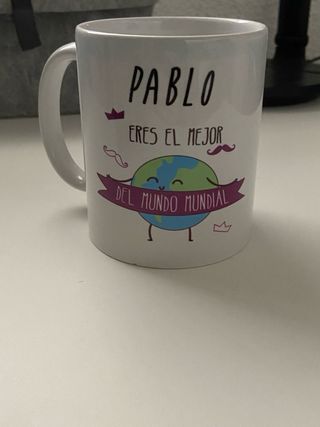 PABLO
ERES EL MEJOR
DEL MUNDO MUNDIAL